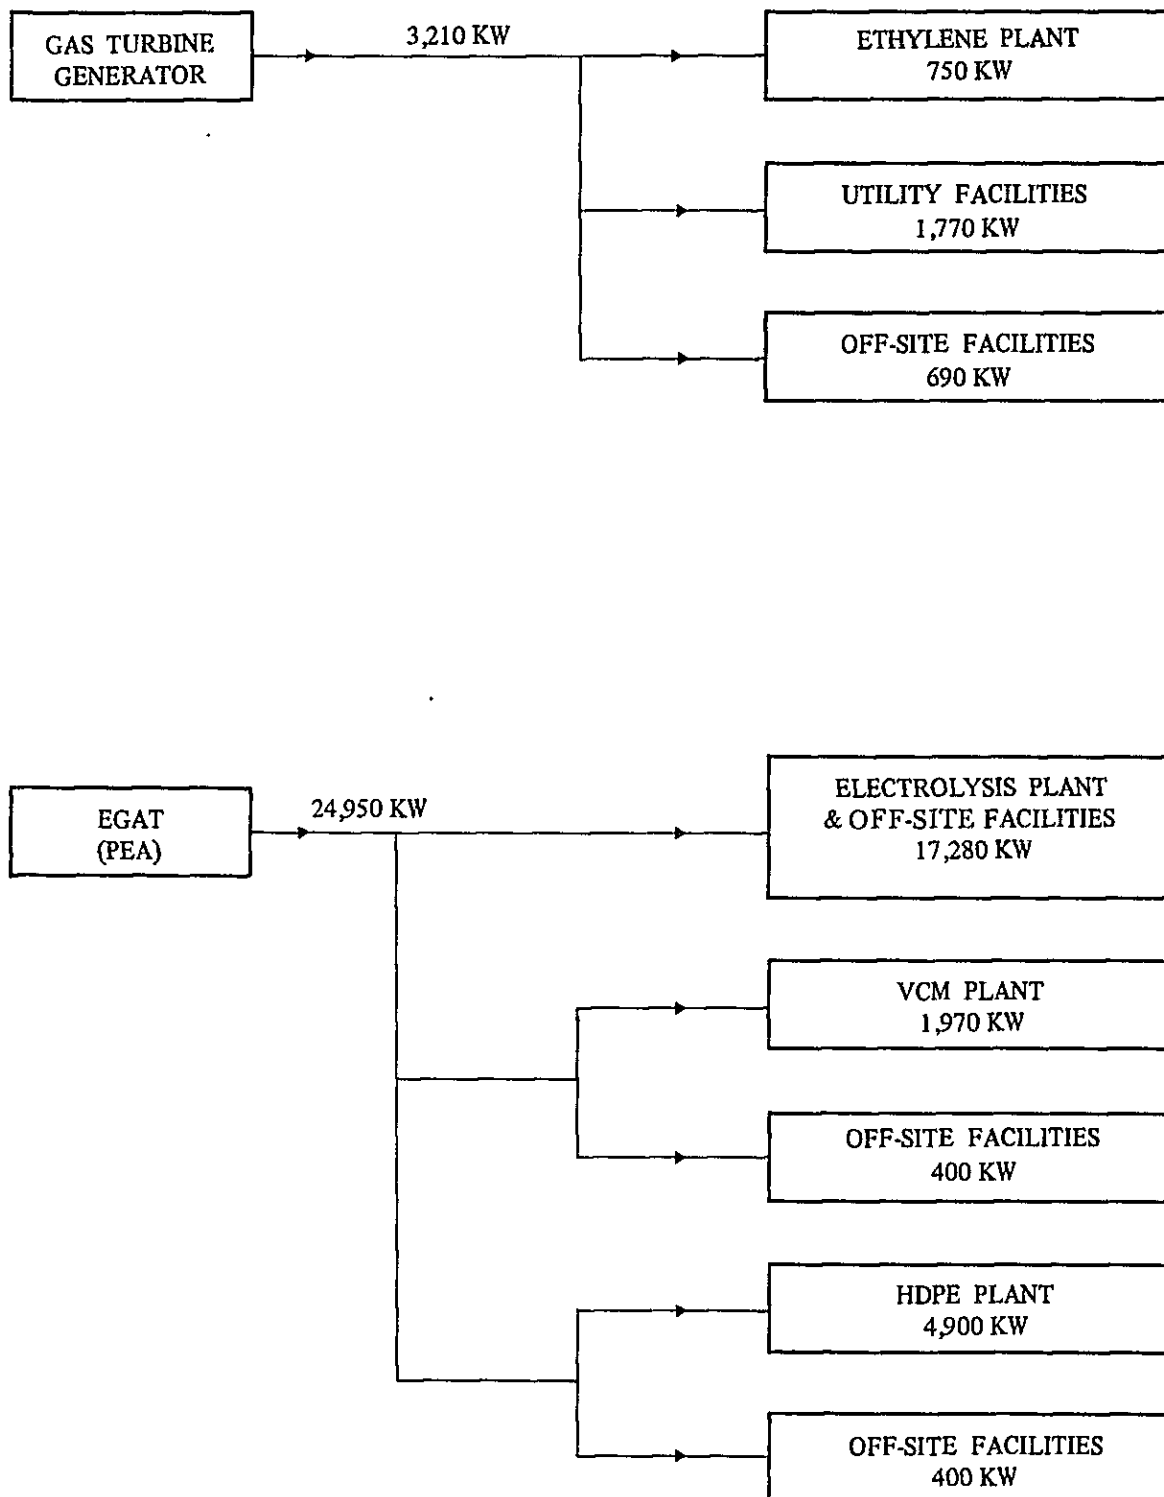 GAS TURBINE
GENERATOR
3,210 KW
ETHYLENE PLANT
750 KW
UTILITY FACILITIES
1,770 KW
OFF-SITE FACILITIES
690 KW
EGAT
(PEA)
24,950 KW
ELECTROLYSIS PLANT
& OFF-SITE FACILITIES
17,280 KW
VCM PLANT
1,970 KW
OFF-SITE FACILITIES
400 KW
HDPE PLANT
4,900 KW
OFF-SITE FACILITIES
400 KW